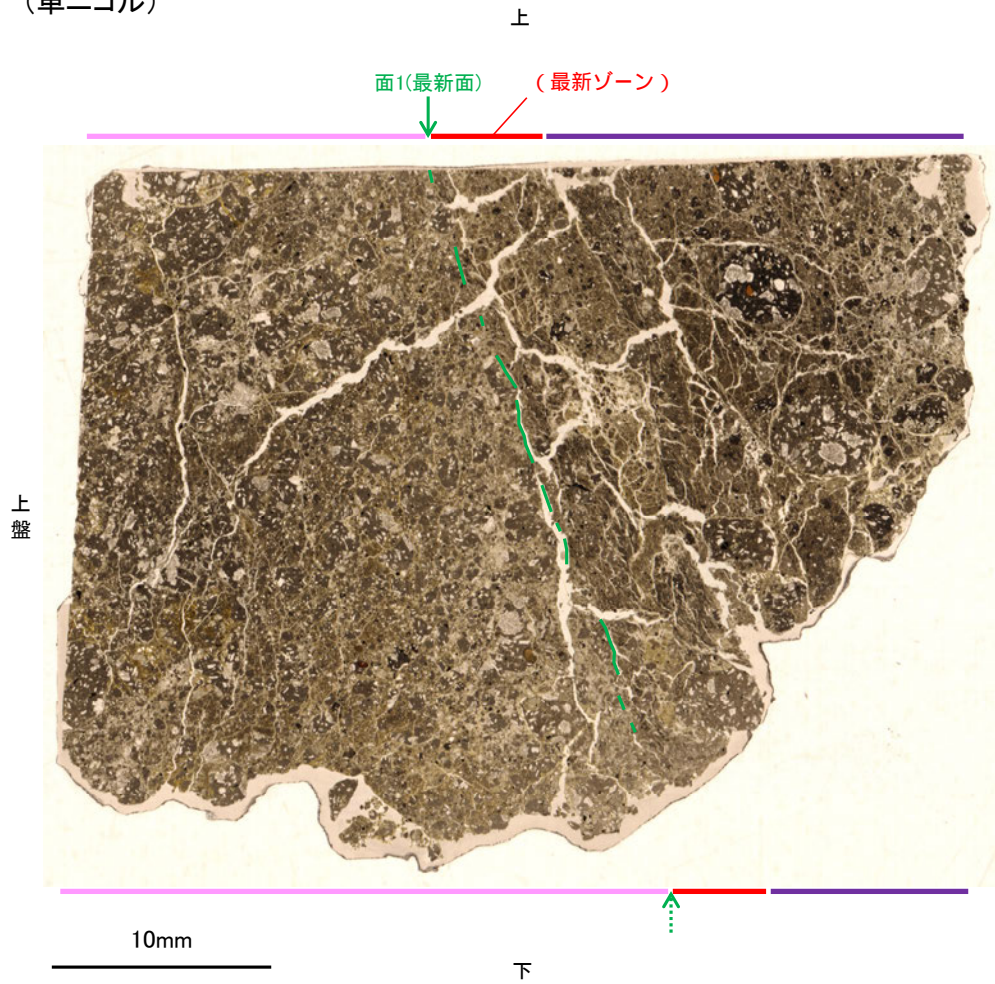 （単ニコル）
上
面1(最新面)
（最新ゾーン）
上
盤
10mm
下